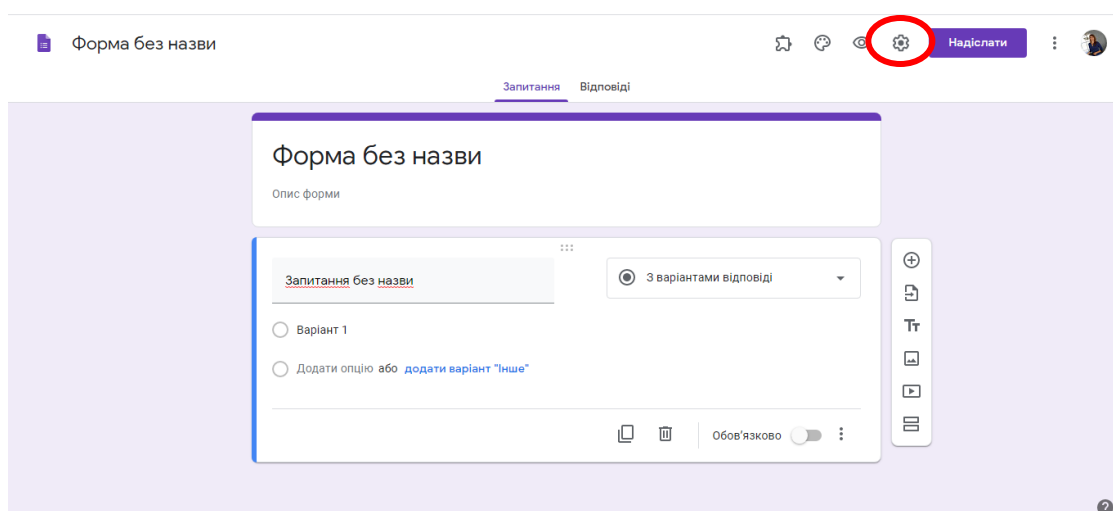 Форма без назви
Надіслати
Запитання Відповіді
Форма без назви
Опис форми
Запитання без назви
З варіантами відповіді
Варіант 1
Додати опцію або додати варіант "Інше"
Обов'язково